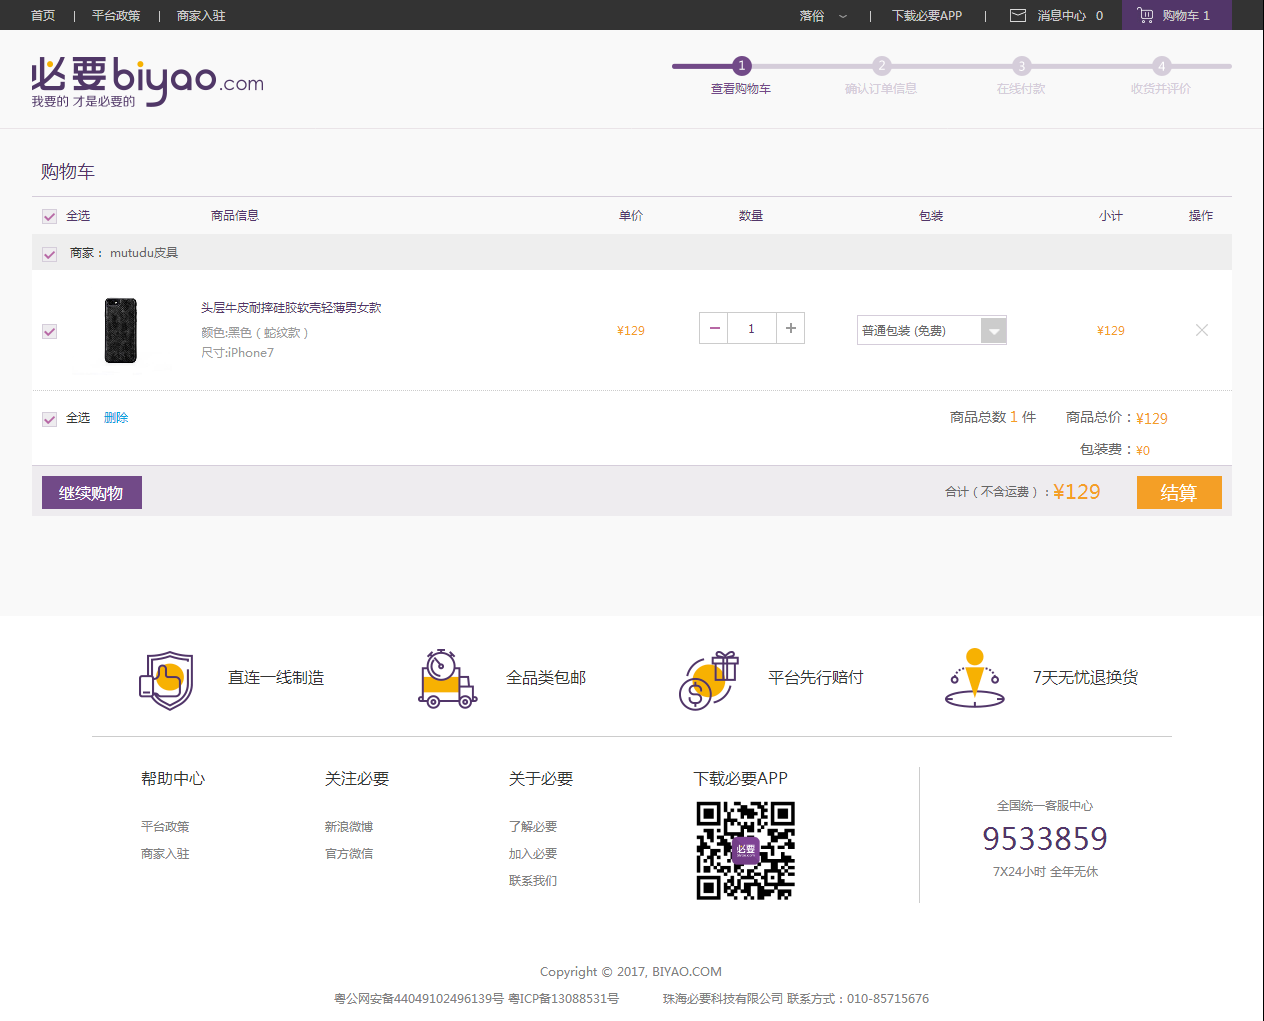 首页 | 平台政策 | 商家入驻
落俗 | 下载必要APP | 消息中心 0 购物车 1
必要biyao.com
我要的 才是必要的
1 2 3 4
查看购物车 确认订单信息 在线付款 收货并评价
购物车
全选 商品信息 单价 数量 包装 小计 操作
商家： mutudu皮具
头层牛皮耐摔硅胶软壳轻薄男女款
颜色:黑色（蛇纹款）
尺寸:iPhone7
¥129 − 1 + 普通包装 (免费) ¥129
全选 删除 商品总数 1 件 商品总价：¥129
包装费：¥0
继续购物 合计（不含运费）：¥129 结算
直连一线制造 全品类包邮 平台先行赔付 7天无忧退换货
帮助中心 关注必要 关于必要 下载必要APP
平台政策 新浪微博 了解必要
商家入驻 官方微信 加入必要
联系我们
必要
全国统一客服中心
9533859
7X24小时 全年无休
Copyright © 2017, BIYAO.COM
粤公网安备44049102496139号 粤ICP备13088531号 珠海必要科技有限公司 联系方式：010-85715676